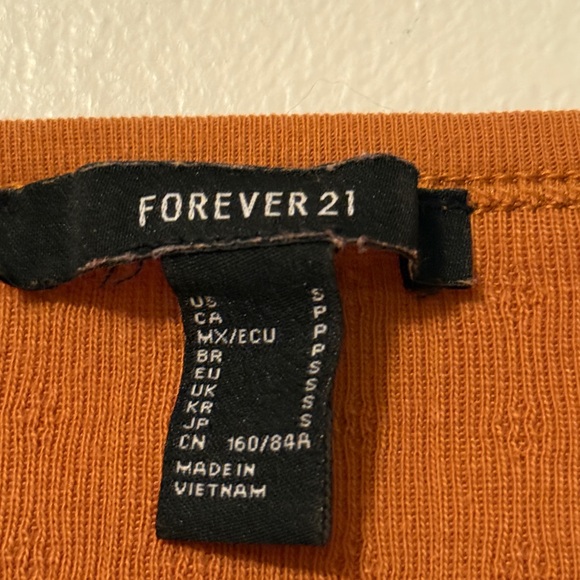 FOREVER 21
US S
CA P
MX/ECU P
BR P
EU S
UK S
KR S
JP S
CN 160/84A
MADE IN
VIETNAM